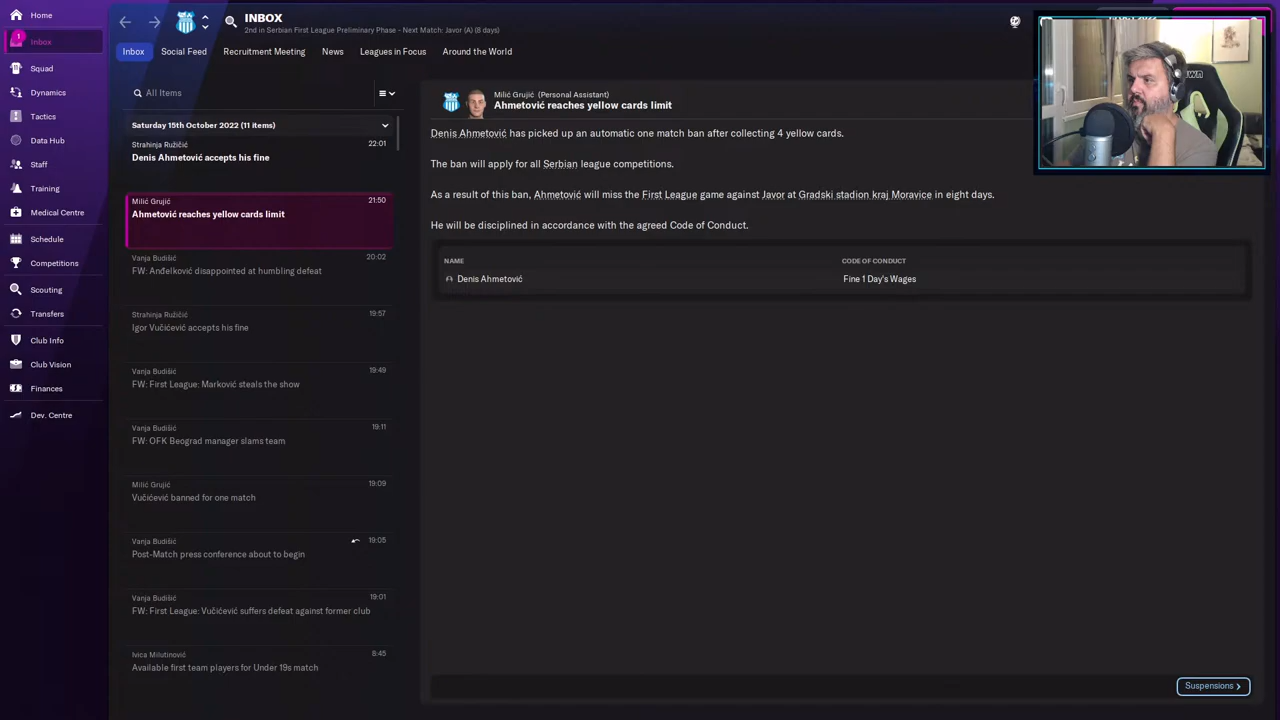 Home
1
Inbox
Squad
Dynamics
Tactics
Data Hub
Staff
Training
Medical Centre
Schedule
Competitions
Scouting
Transfers
Club Info
Club Vision
Finances
Dev. Centre
INBOX
2nd in Serbian First League Preliminary Phase - Next Match: Javor (A) (8 days)
Inbox
Social Feed
Recruitment Meeting
News
Leagues in Focus
Around the World
All Items
Saturday 15th October 2022 (11 items)
Strahinja Ružičić 22:01
Denis Ahmetović accepts his fine
Milić Grujić 21:50
Ahmetović reaches yellow cards limit
Vanja Budišić 20:02
FW: Anđelković disappointed at humbling defeat
Strahinja Ružičić 19:57
Igor Vučićević accepts his fine
Vanja Budišić 19:49
FW: First League: Marković steals the show
Vanja Budišić 19:11
FW: OFK Beograd manager slams team
Milić Grujić 19:09
Vučićević banned for one match
Vanja Budišić 19:05
Post-Match press conference about to begin
Vanja Budišić 19:01
FW: First League: Vučićević suffers defeat against former club
Ivica Milutinović 8:45
Available first team players for Under 19s match
Milić Grujić (Personal Assistant)
Ahmetović reaches yellow cards limit
Denis Ahmetović has picked up an automatic one match ban after collecting 4 yellow cards.
The ban will apply for all Serbian league competitions.
As a result of this ban, Ahmetović will miss the First League game against Javor at Gradski stadion kraj Moravice in eight days.
He will be disciplined in accordance with the agreed Code of Conduct.
NAME CODE OF CONDUCT
Denis Ahmetović Fine 1 Day's Wages
Suspensions